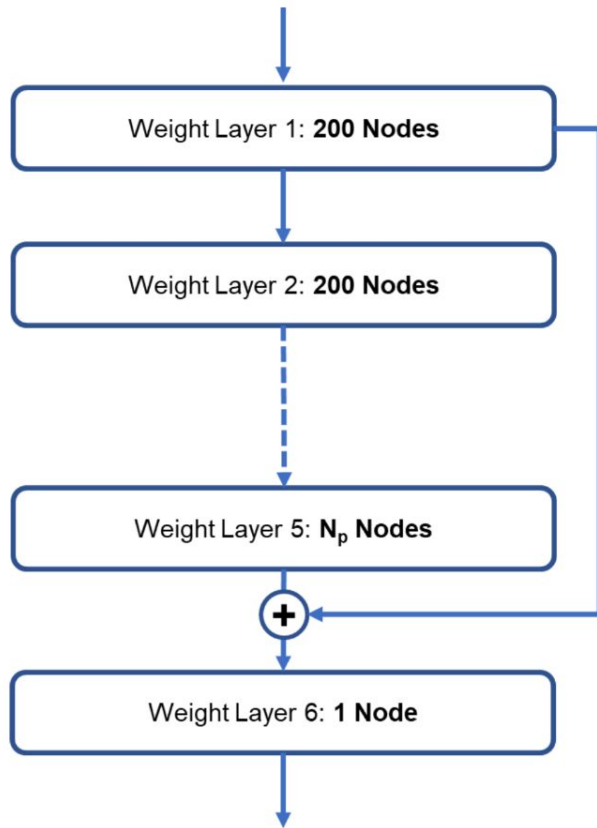 Weight Layer 1: 200 Nodes
Weight Layer 2: 200 Nodes
Weight Layer 5: Np Nodes
+
Weight Layer 6: 1 Node